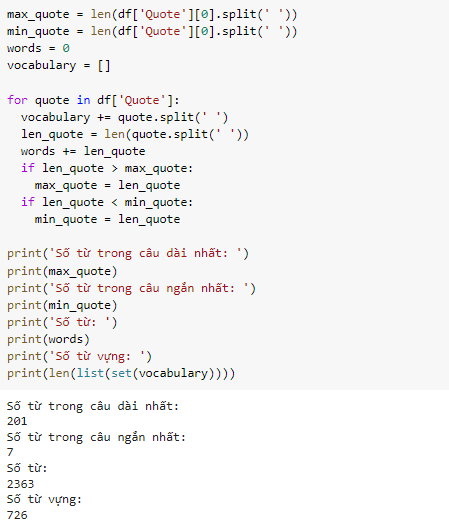 max_quote = len(df['Quote'][0].split(' '))
min_quote = len(df['Quote'][0].split(' '))
words = 0
vocabulary = []

for quote in df['Quote']:
  vocabulary += quote.split(' ')
  len_quote = len(quote.split(' '))
  words += len_quote
  if len_quote > max_quote:
    max_quote = len_quote
  if len_quote < min_quote:
    min_quote = len_quote

print('Số từ trong câu dài nhất: ')
print(max_quote)
print('Số từ trong câu ngắn nhất: ')
print(min_quote)
print('Số từ: ')
print(words)
print('Số từ vựng: ')
print(len(list(set(vocabulary))))

Số từ trong câu dài nhất:
201
Số từ trong câu ngắn nhất:
7
Số từ:
2363
Số từ vựng:
726